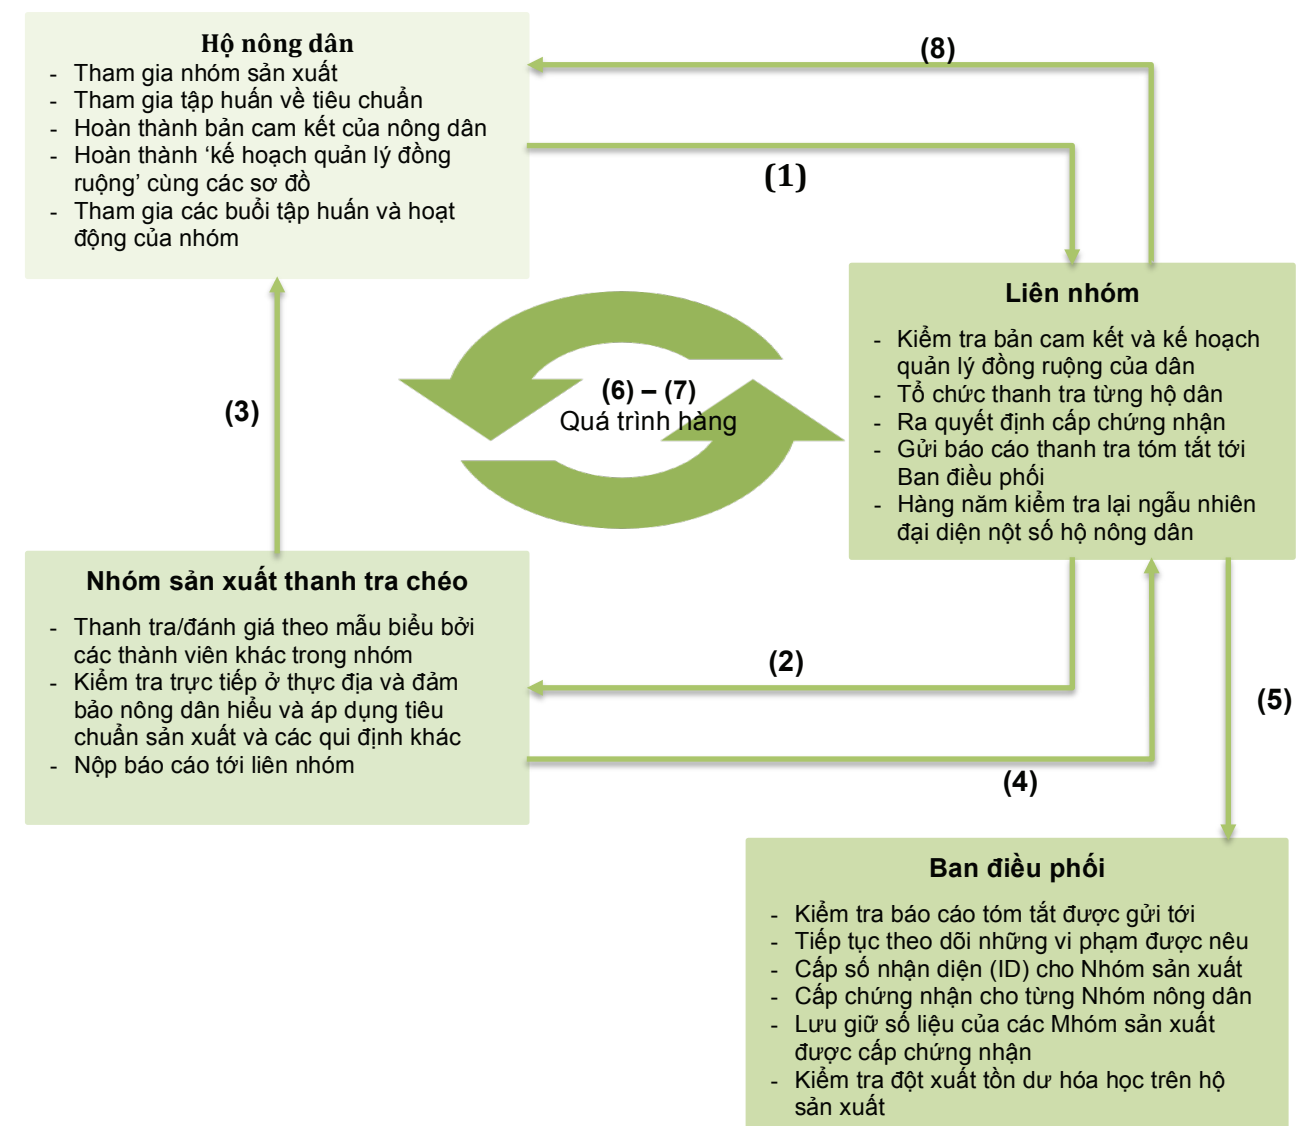 Hộ nông dân
- Tham gia nhóm sản xuất
- Tham gia tập huấn về tiêu chuẩn
- Hoàn thành bản cam kết của nông dân
- Hoàn thành ‘kế hoạch quản lý đồng
ruộng’ cùng các sơ đồ
- Tham gia các buổi tập huấn và hoạt
động của nhóm
(8)
(1)
Liên nhóm
- Kiểm tra bản cam kết và kế hoạch
quản lý đồng ruộng của dân
- Tổ chức thanh tra từng hộ dân
- Ra quyết định cấp chứng nhận
- Gửi báo cáo thanh tra tóm tắt tới
Ban điều phối
- Hàng năm kiểm tra lại ngẫu nhiên
đại diện nột số hộ nông dân
(3)
(6) – (7)
Quá trình hàng
Nhóm sản xuất thanh tra chéo
- Thanh tra/đánh giá theo mẫu biểu bởi
các thành viên khác trong nhóm
- Kiểm tra trực tiếp ở thực địa và đảm
bảo nông dân hiểu và áp dụng tiêu
chuẩn sản xuất và các qui định khác
- Nộp báo cáo tới liên nhóm
(2)
(5)
(4)
Ban điều phối
- Kiểm tra báo cáo tóm tắt được gửi tới
- Tiếp tục theo dõi những vi phạm được nêu
- Cấp số nhận diện (ID) cho Nhóm sản xuất
- Cấp chứng nhận cho từng Nhóm nông dân
- Lưu giữ số liệu của các Mhóm sản xuất
được cấp chứng nhận
- Kiểm tra đột xuất tồn dư hóa học trên hộ
sản xuất